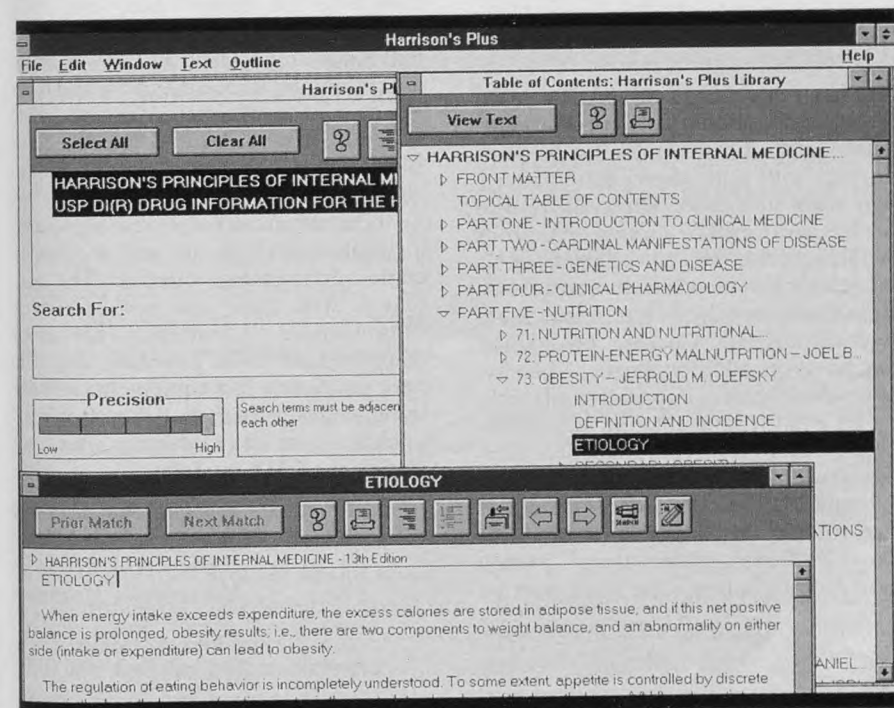 Harrison's Plus
File Edit Window Text Outline Help
Harrison's Pl
Select All Clear All
HARRISON'S PRINCIPLES OF INTERNAL MI
USP DI(R) DRUG INFORMATION FOR THE H
Search For:
Precision
Low High
Search terms must be adjacen
each other
Table of Contents: Harrison's Plus Library
View Text
HARRISON'S PRINCIPLES OF INTERNAL MEDICINE...
FRONT MATTER
TOPICAL TABLE OF CONTENTS
PART ONE - INTRODUCTION TO CLINICAL MEDICINE
PART TWO - CARDINAL MANIFESTATIONS OF DISEASE
PART THREE - GENETICS AND DISEASE
PART FOUR - CLINICAL PHARMACOLOGY
PART FIVE - NUTRITION
71. NUTRITION AND NUTRITIONAL...
72. PROTEIN-ENERGY MALNUTRITION – JOEL B...
73. OBESITY – JERROLD M. OLEFSKY
INTRODUCTION
DEFINITION AND INCIDENCE
ETIOLOGY
SECONDARY OBESITY
ATIONS
ANIEL...
ETIOLOGY
Prior Match Next Match
HARRISON'S PRINCIPLES OF INTERNAL MEDICINE - 13th Edition
ETIOLOGY
When energy intake exceeds expenditure, the excess calories are stored in adipose tissue, and if this net positive
balance is prolonged, obesity results, i.e., there are two components to weight balance, and an abnormality on either
side (intake or expenditure) can lead to obesity.
The regulation of eating behavior is incompletely understood. To some extent, appetite is controlled by discrete